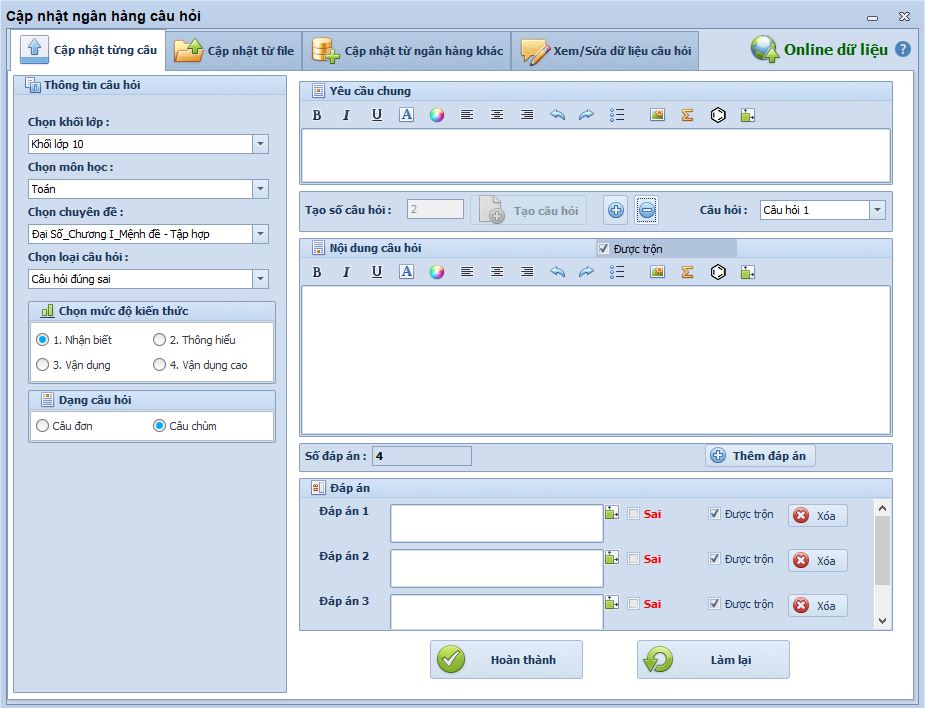 Cập nhật ngân hàng câu hỏi
Cập nhật từng câu
Cập nhật từ file
Cập nhật từ ngân hàng khác
Xem/Sửa dữ liệu câu hỏi
Online dữ liệu
Thông tin câu hỏi
Chọn khối lớp :
Khối lớp 10
Chọn môn học :
Toán
Chọn chuyên đề :
Đại Số_Chương I_Mệnh đề - Tập hợp
Chọn loại câu hỏi :
Câu hỏi đúng sai
Chọn mức độ kiến thức
1. Nhận biết
2. Thông hiểu
3. Vận dụng
4. Vận dụng cao
Dạng câu hỏi
Câu đơn
Câu chùm
Yêu cầu chung
B I U A
Tạo số câu hỏi :
2
Tạo câu hỏi
Câu hỏi :
Câu hỏi 1
Nội dung câu hỏi
Được trộn
B I U A
Số đáp án :
4
Thêm đáp án
Đáp án
Đáp án 1
Sai
Được trộn
Xóa
Đáp án 2
Sai
Được trộn
Xóa
Đáp án 3
Sai
Được trộn
Xóa
Hoàn thành
Làm lại